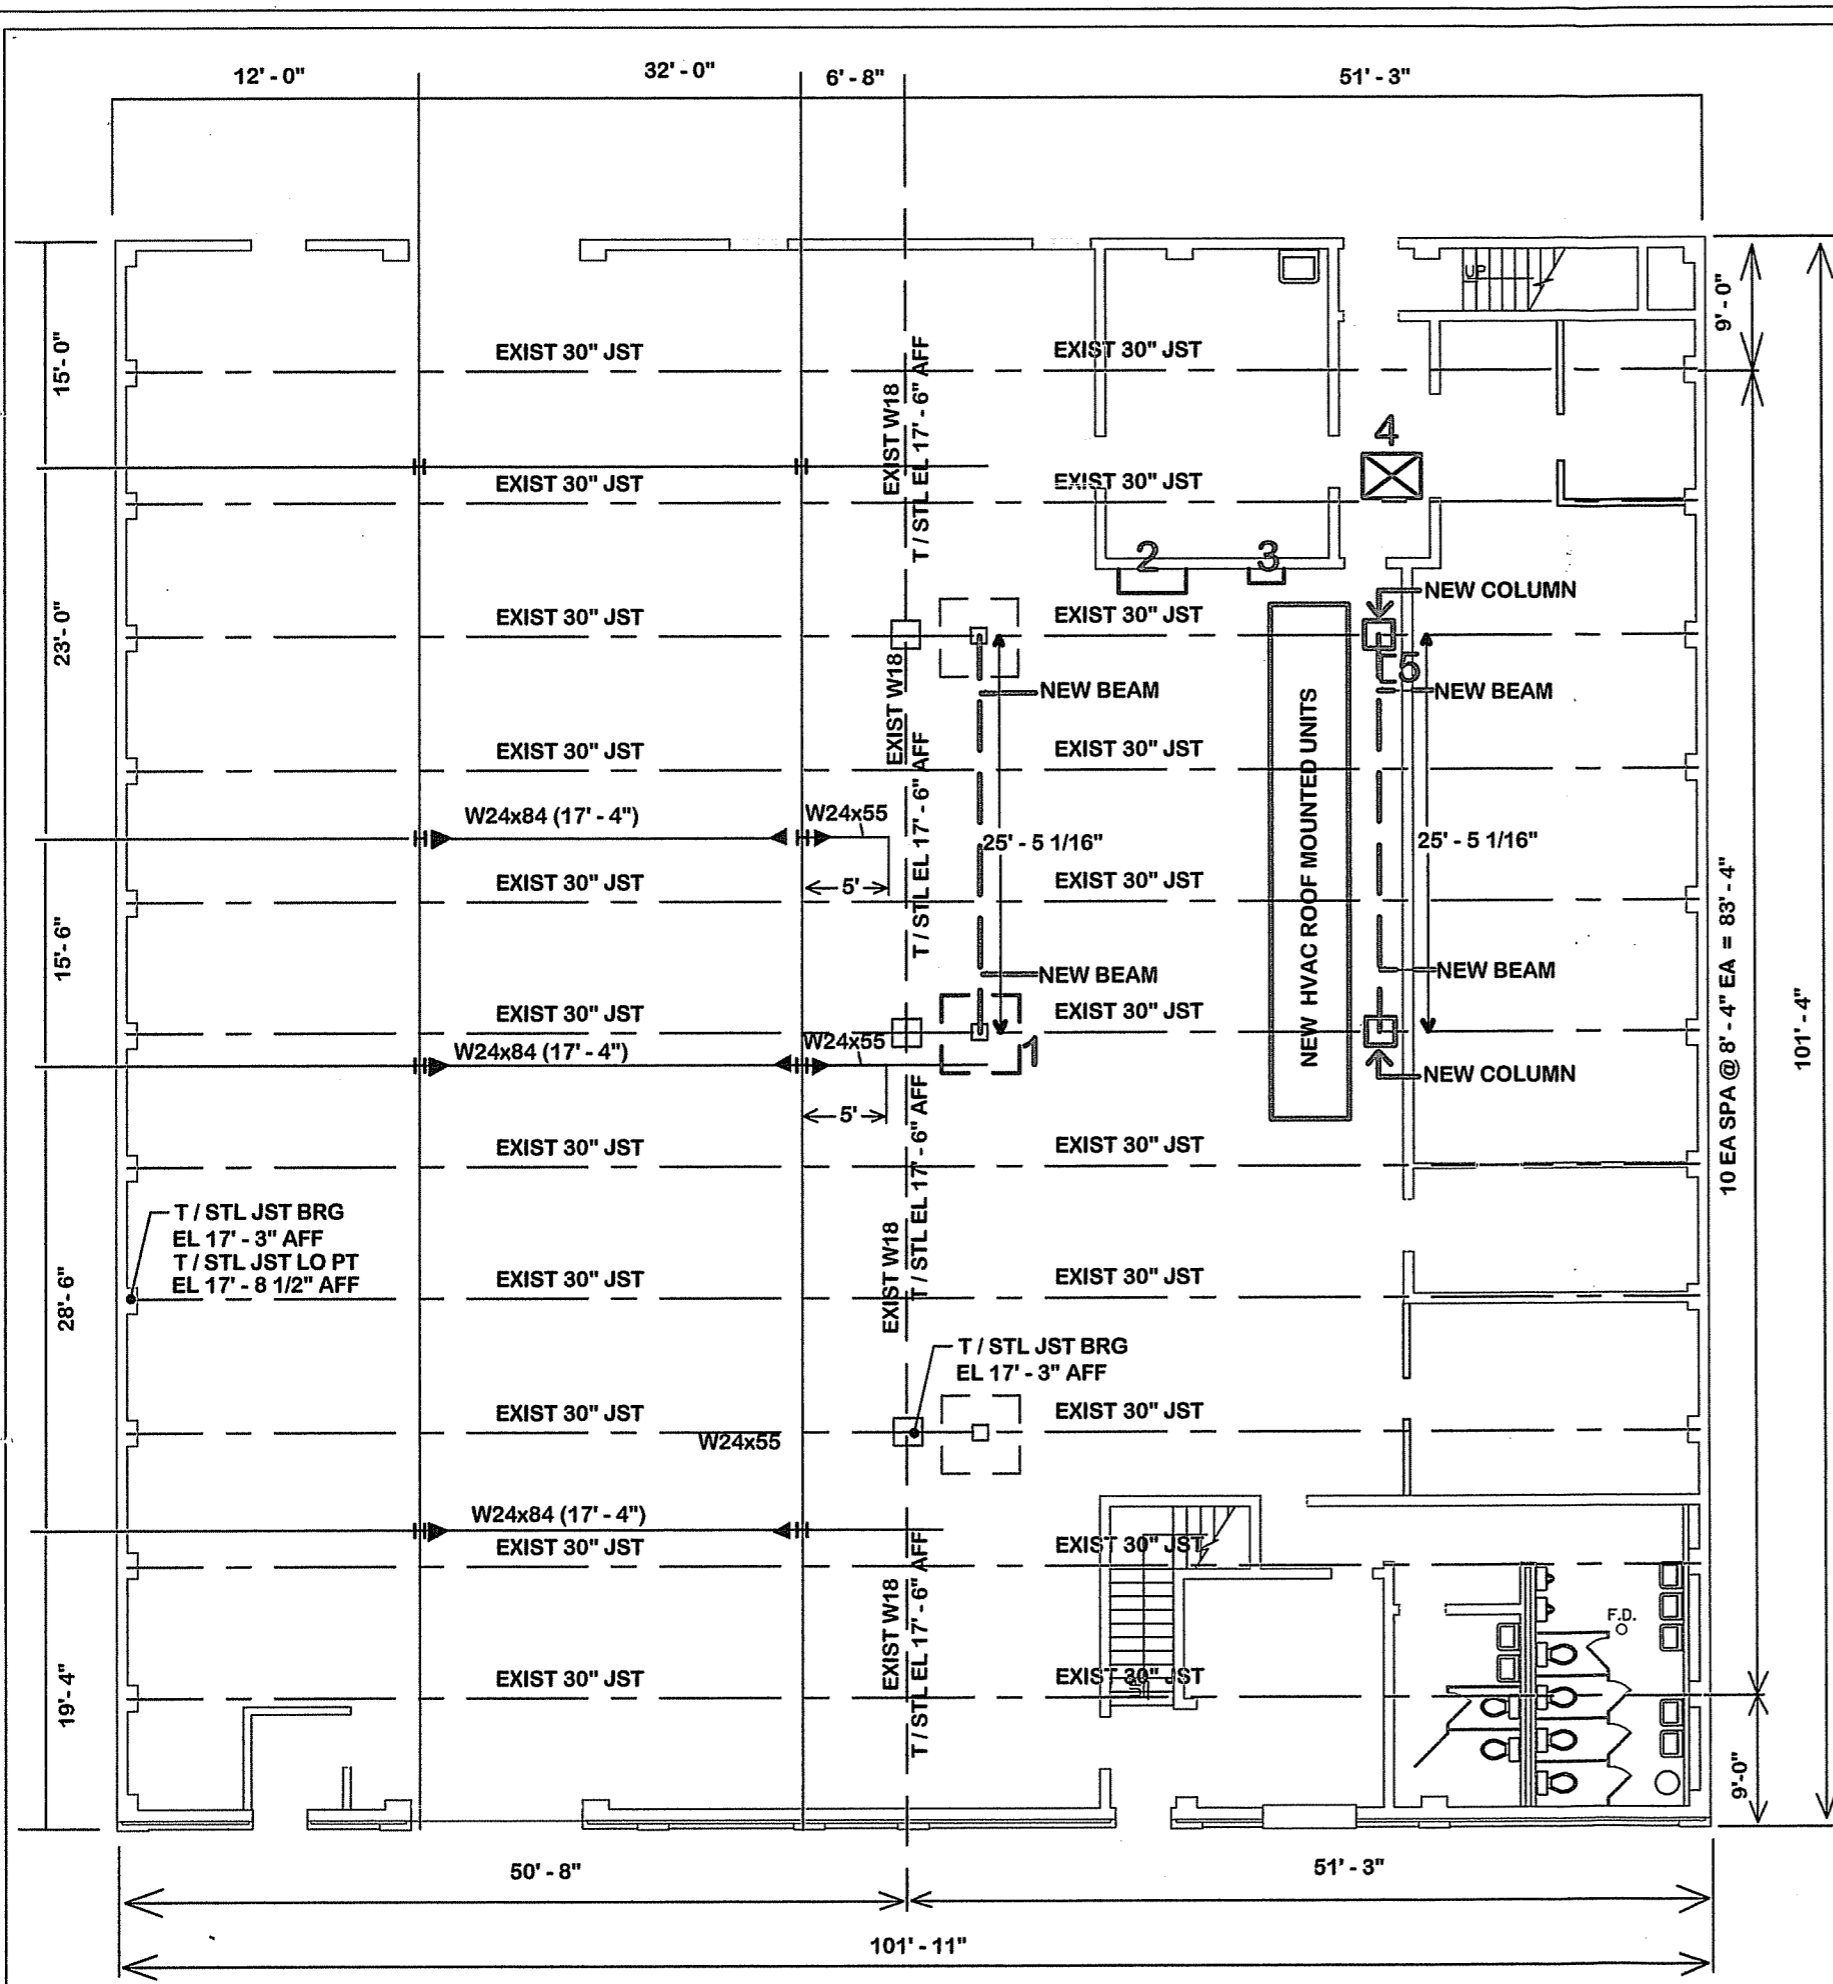 12' - 0"
32' - 0"
6' - 8"
51' - 3"
UP
9' - 0"
15'- 0"
EXIST 30" JST
EXIST 30" JST
EXIST W18
T / STL EL 17' - 6" AFF
4
EXIST 30" JST
EXIST 30" JST
2
3
NEW COLUMN
23'- 0"
EXIST 30" JST
EXIST 30" JST
5
EXIST W18
T / STL EL 17' - 6" AFF
NEW BEAM
NEW BEAM
NEW HVAC ROOF MOUNTED UNITS
EXIST 30" JST
EXIST 30" JST
W24x84 (17' - 4")
W24x55
25' - 5 1/16"
25' - 5 1/16"
5'
EXIST 30" JST
EXIST 30" JST
15'- 6"
NEW BEAM
NEW BEAM
10 EA SPA @ 8' - 4" EA = 83' - 4"
101' - 4"
EXIST 30" JST
EXIST 30" JST
W24x84 (17' - 4")
W24x55
1
NEW COLUMN
5'
EXIST 30" JST
EXIST 30" JST
T / STL JST BRG
EL 17' - 3" AFF
T / STL JST LO PT
EL 17' - 8 1/2" AFF
28'- 6"
EXIST 30" JST
EXIST 30" JST
EXIST W18
T / STL EL 17' - 6" AFF
T / STL JST BRG
EL 17' - 3" AFF
EXIST 30" JST
EXIST 30" JST
W24x55
W24x84 (17' - 4")
EXIST 30" JST
EXIST 30" JST
EXIST W18
T / STL EL 17' - 6" AFF
F.D.
19'- 4"
EXIST 30" JST
EXIST 30" JST
UP
9'-0"
50' - 8"
51' - 3"
101' - 11"